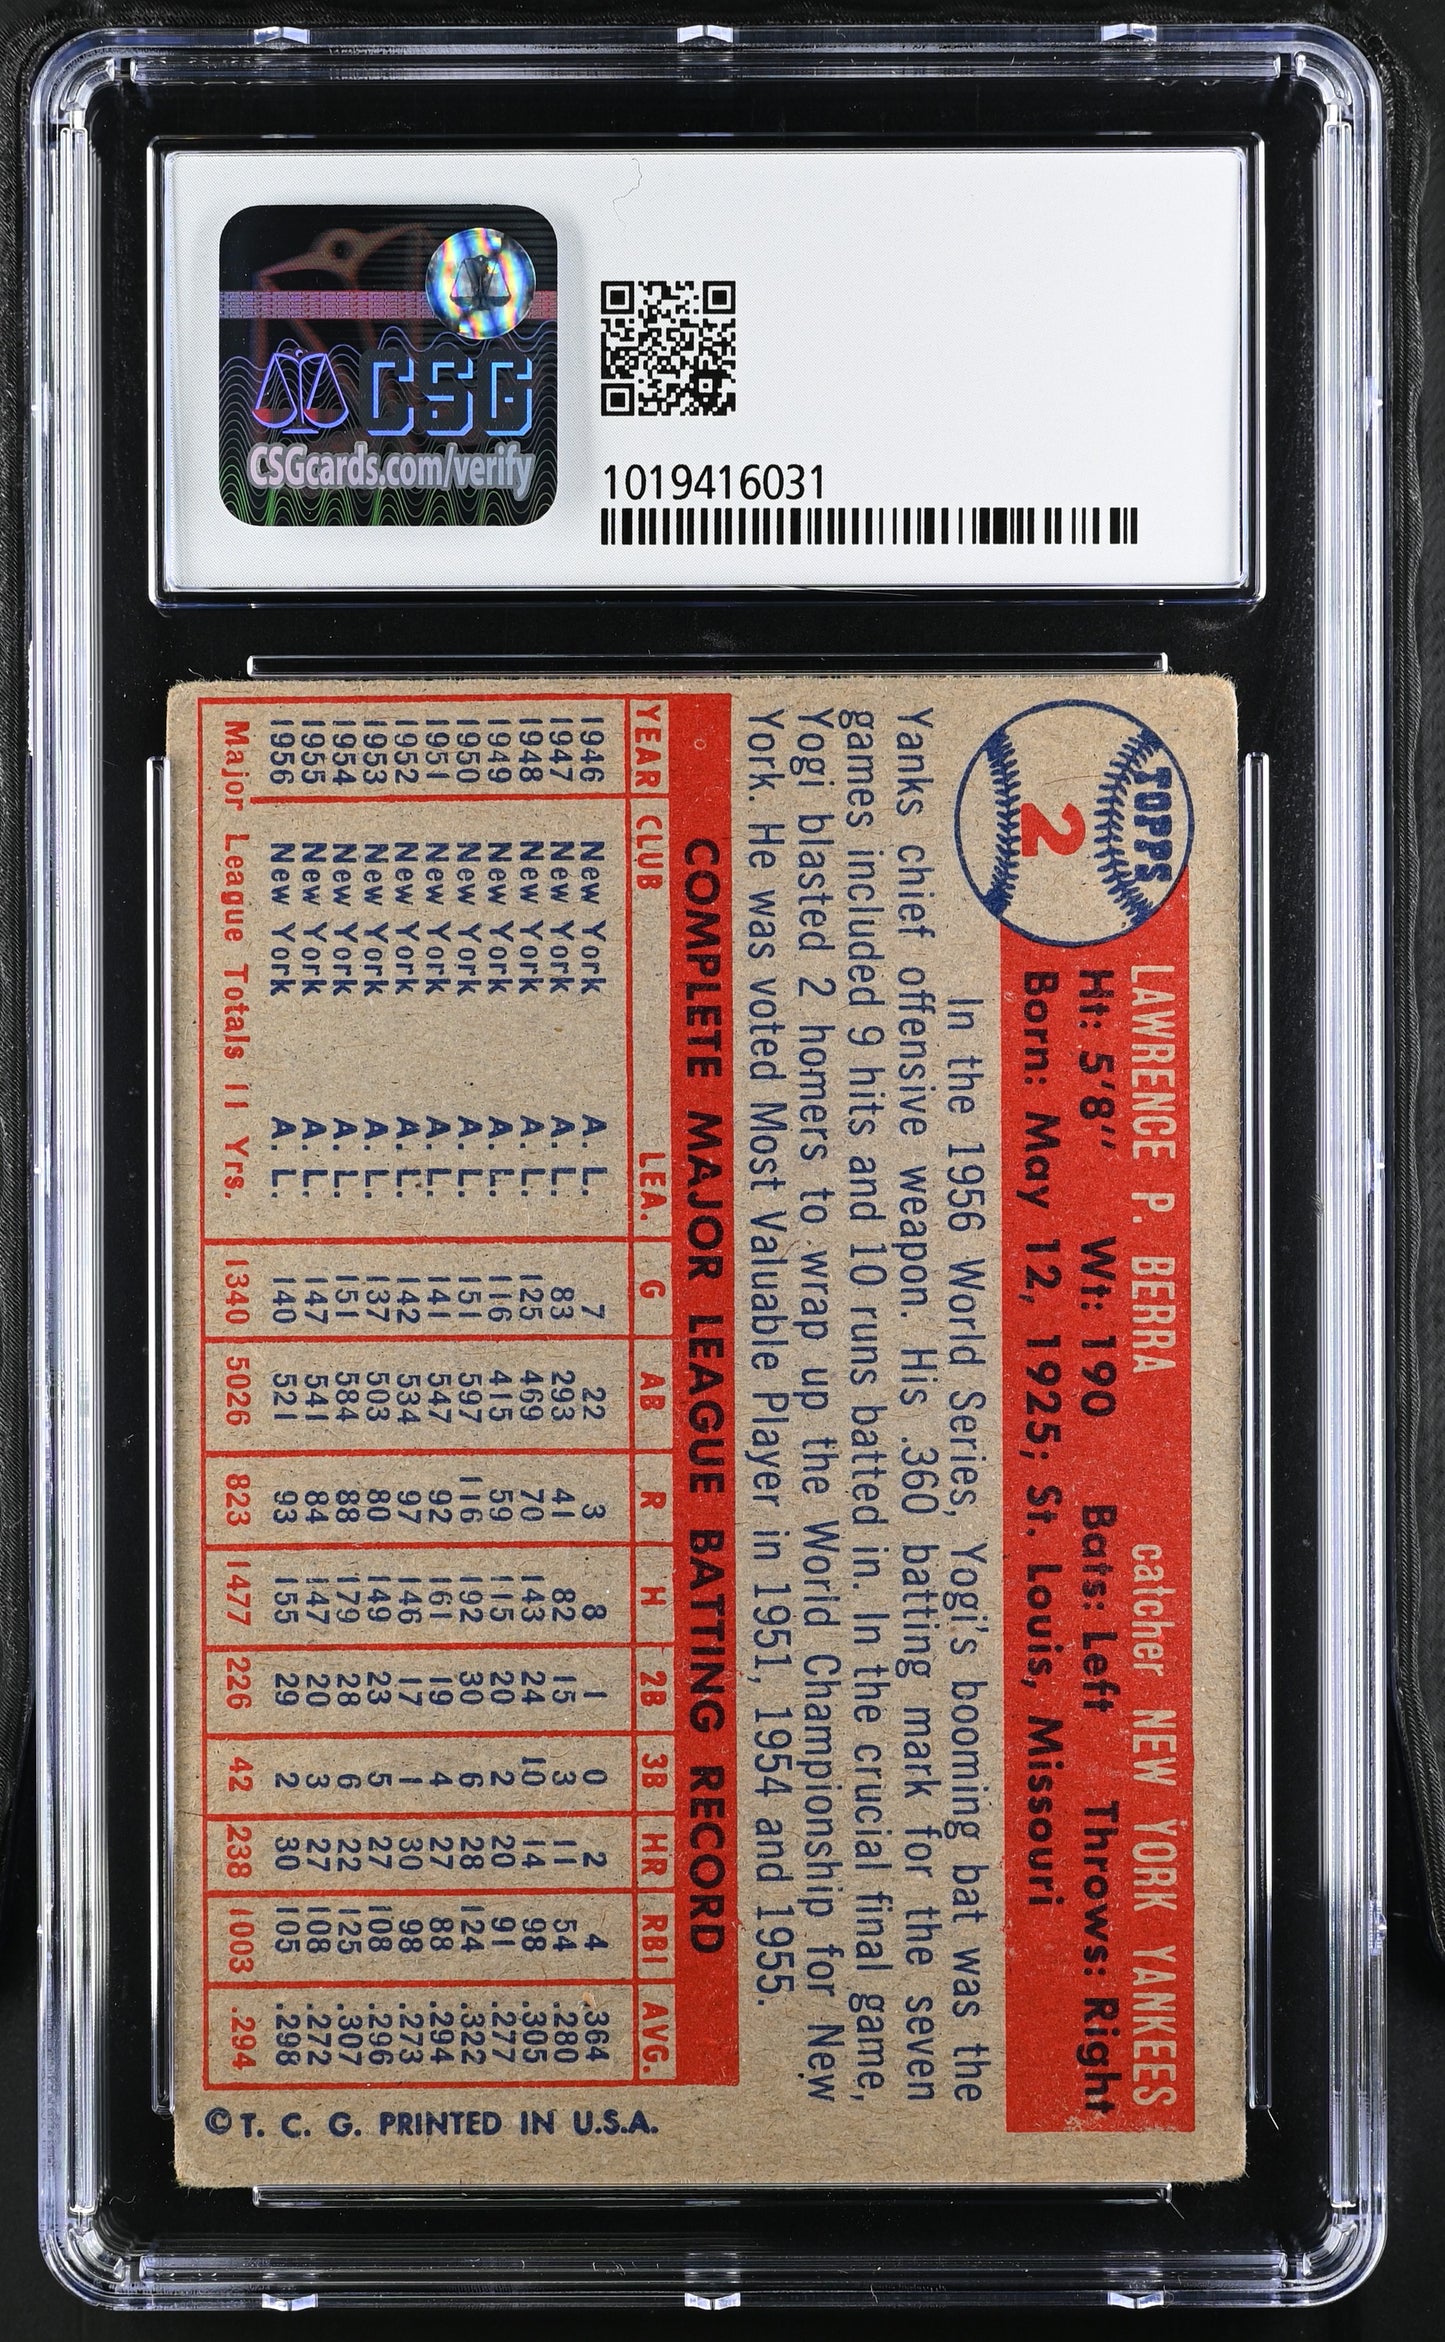 CSG
CSGcards.com/verify
1019416031
TOPPS
2
LAWRENCE P. BERRA catcher NEW YORK YANKEES
Ht: 5'8" Wt: 190 Bats: Left Throws: Right
Born: May 12, 1925; St. Louis, Missouri
In the 1956 World Series, Yogi's booming bat was the
Yanks chief offensive weapon. His .360 batting mark for the seven
games included 9 hits and 10 runs batted in. In the crucial final game,
Yogi blasted 2 homers to wrap up the World Championship for New
York. He was voted Most Valuable Player in 1951, 1954 and 1955.
COMPLETE MAJOR LEAGUE BATTING RECORD
YEAR CLUB LEA. G AB R H 2B 3B HR RBI AVG.
1946 New York A. L. 7 22 3 8 1 0 2 4 .364
1947 New York A. L. 83 293 41 82 15 3 11 54 .280
1948 New York A. L. 125 469 70 143 24 10 14 98 .305
1949 New York A. L. 116 415 59 115 20 2 20 91 .277
1950 New York A. L. 151 597 116 192 30 6 28 124 .322
1951 New York A. L. 141 547 92 161 19 4 27 88 .294
1952 New York A. L. 142 534 97 146 17 1 30 98 .273
1953 New York A. L. 137 503 80 149 23 5 27 108 .296
1954 New York A. L. 151 584 88 179 28 6 22 125 .307
1955 New York A. L. 147 541 84 147 20 3 27 108 .272
1956 New York A. L. 140 521 93 155 29 2 30 105 .298
Major League Totals 11 Yrs. 1340 5026 823 1477 226 42 238 1003 .294
© T. C. G. PRINTED IN U.S.A.